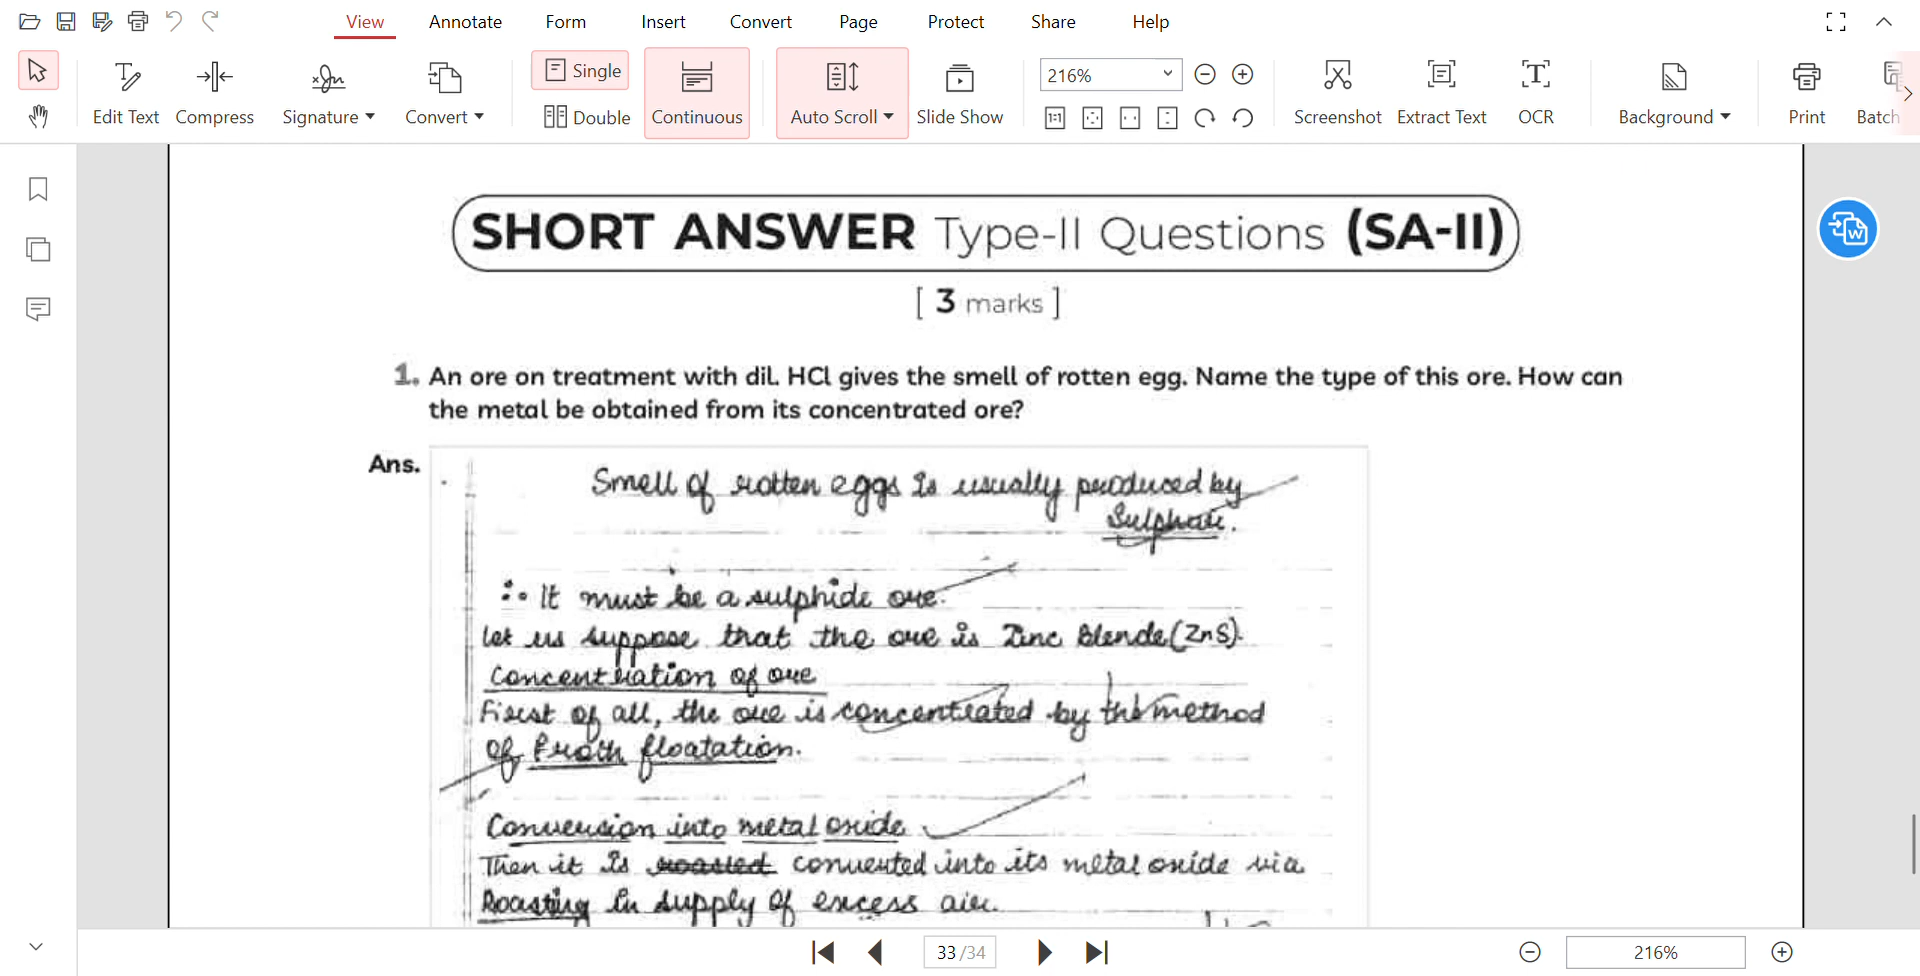 View Annotate Form Insert Convert Page Protect Share Help
Edit Text Compress Signature Convert Single Double Continuous Auto Scroll Slide Show 216% 1:1 Screenshot Extract Text OCR Background Print Batch
SHORT ANSWER Type-II Questions (SA-II)
[ 3 marks ]
1. An ore on treatment with dil. HCl gives the smell of rotten egg. Name the type of this ore. How can
the metal be obtained from its concentrated ore?
Ans.
Smell of rotten eggs is usually produced by
Sulphate.
∴ It must be a sulphide ore.
let us suppose that the ore is Zinc Blende (ZnS).
Concentration of ore
First of all, the ore is concentrated by the method
of froth floatation.
Conversion into metal oxide
Then it is roasted converted into its metal oxide via
Roasting in supply of excess air.
33 /34
216%